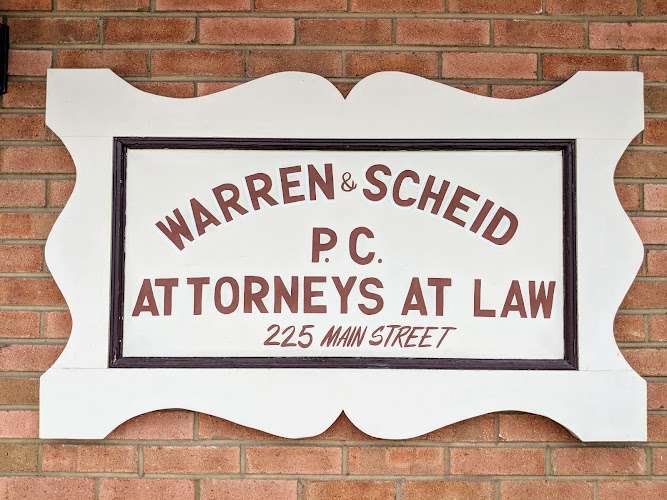 WARREN & SCHEID
P.C.
ATTORNEYS AT LAW
225 MAIN STREET